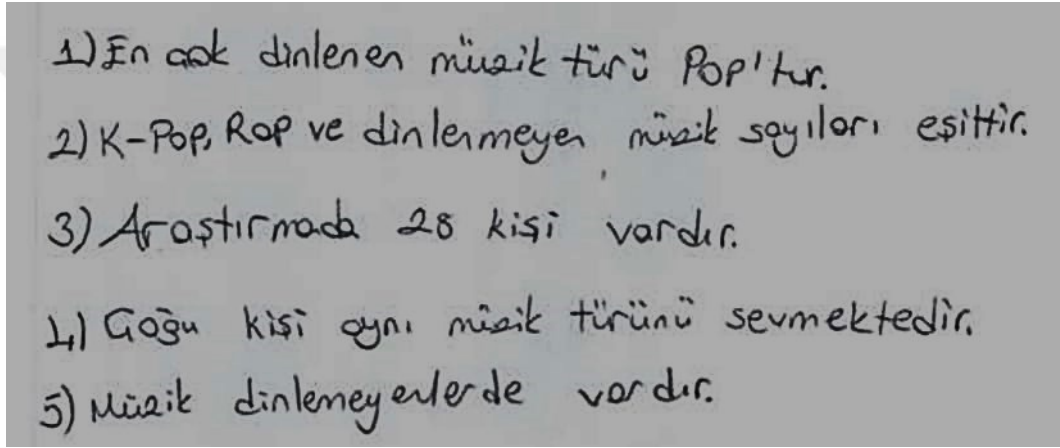 1) En çok dinlenen müzik türü Pop'tur.
2) K-Pop, Rap ve dinlenmeyen müzik sayıları eşittir.
3) Araştırmada 28 kişi vardır.
4) Çoğu kişi aynı müzik türünü sevmektedir.
5) Müzik dinlemeyenlerde vardır.